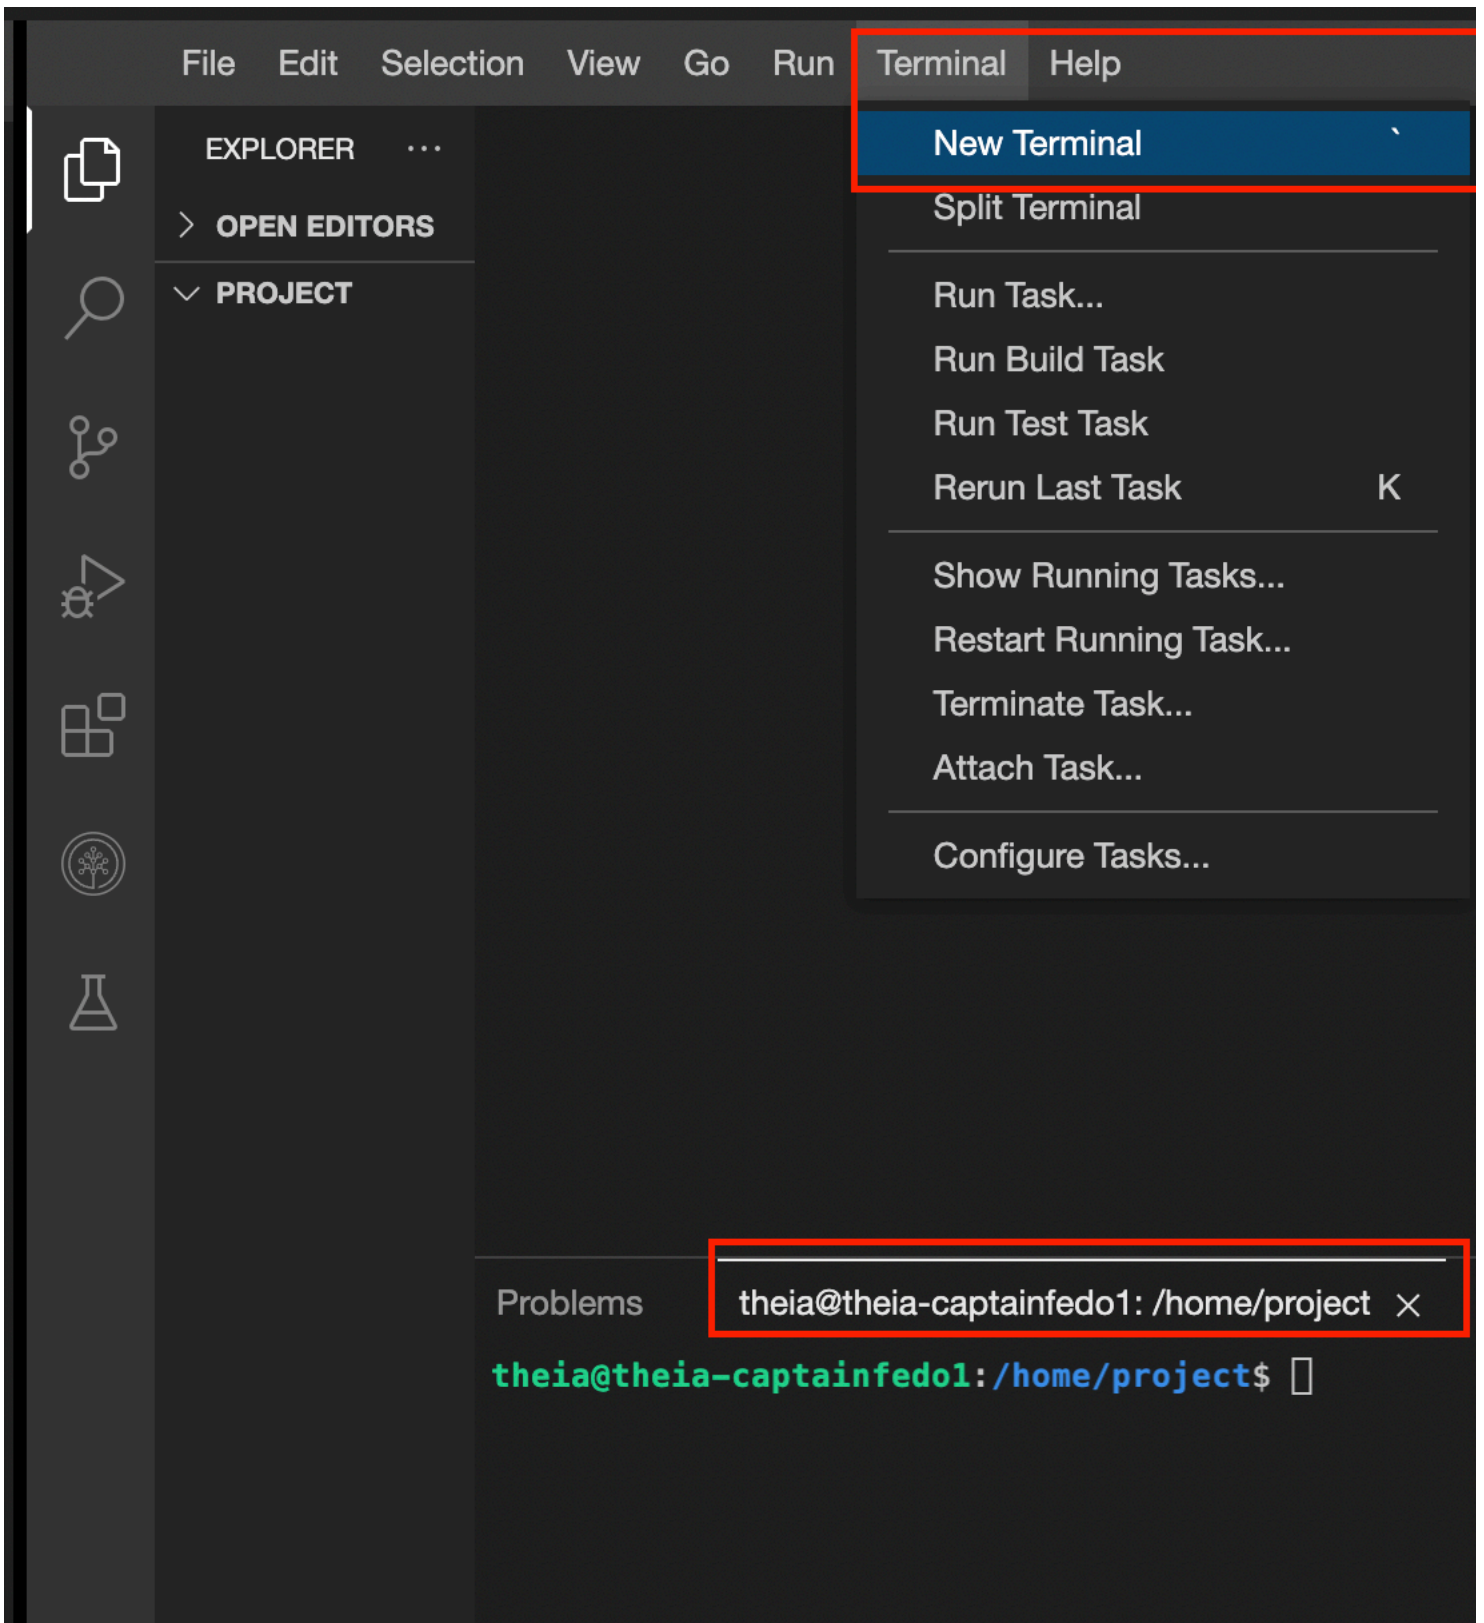 File Edit Selection View Go Run Terminal Help
EXPLORER ...
OPEN EDITORS
PROJECT
New Terminal `
Split Terminal
Run Task...
Run Build Task
Run Test Task
Rerun Last Task K
Show Running Tasks...
Restart Running Task...
Terminate Task...
Attach Task...
Configure Tasks...
Problems theia@theia-captainfedo1: /home/project
theia@theia-captainfedo1:/home/project$